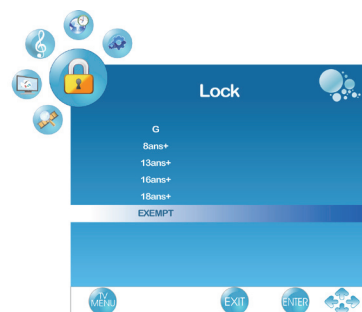 Lock
G
8ans+
13ans+
16ans+
18ans+
EXEMPT
TV
MENU
EXIT
ENTER